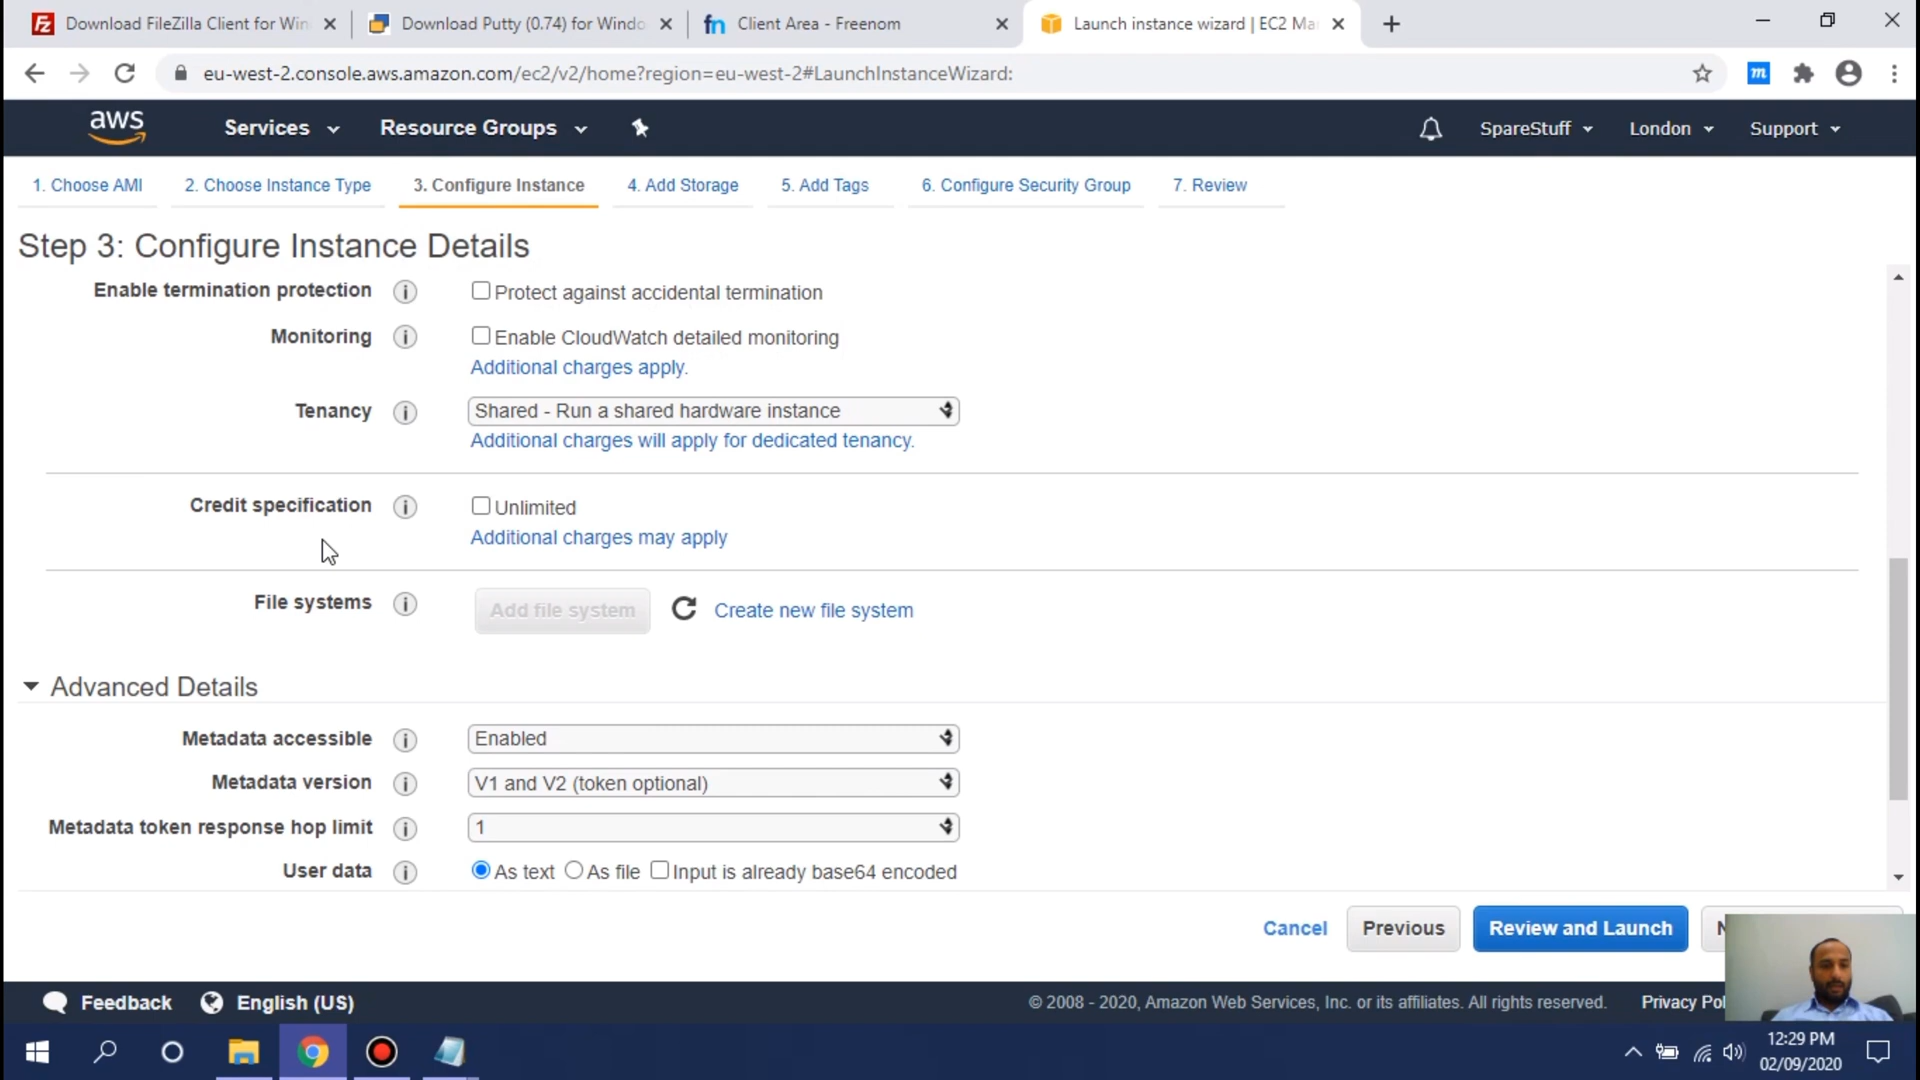 Download FileZilla Client for Win
Download Putty (0.74) for Windo
Client Area - Freenom
Launch instance wizard | EC2 Ma
eu-west-2.console.aws.amazon.com/ec2/v2/home?region=eu-west-2#LaunchInstanceWizard:
aws
Services
Resource Groups
SpareStuff
London
Support
1. Choose AMI
2. Choose Instance Type
3. Configure Instance
4. Add Storage
5. Add Tags
6. Configure Security Group
7. Review
Step 3: Configure Instance Details
Enable termination protection
Protect against accidental termination
Monitoring
Enable CloudWatch detailed monitoring
Additional charges apply.
Tenancy
Shared - Run a shared hardware instance
Additional charges will apply for dedicated tenancy.
Credit specification
Unlimited
Additional charges may apply
File systems
Add file system
Create new file system
Advanced Details
Metadata accessible
Enabled
Metadata version
V1 and V2 (token optional)
Metadata token response hop limit
1
User data
As text
As file
Input is already base64 encoded
Cancel
Previous
Review and Launch
Feedback
English (US)
© 2008 - 2020, Amazon Web Services, Inc. or its affiliates. All rights reserved.
Privacy Pol
12:29 PM
02/09/2020